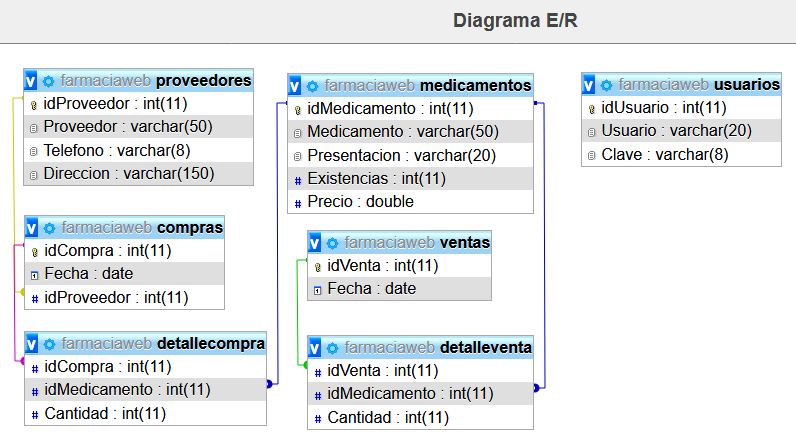 Diagrama E/R
farmaciaweb proveedores
idProveedor : int(11)
Proveedor : varchar(50)
Telefono : varchar(8)
Direccion : varchar(150)
farmaciaweb compras
idCompra : int(11)
Fecha : date
idProveedor : int(11)
farmaciaweb detallecompra
idCompra : int(11)
idMedicamento : int(11)
Cantidad : int(11)
farmaciaweb medicamentos
idMedicamento : int(11)
Medicamento : varchar(50)
Presentacion : varchar(20)
Existencias : int(11)
Precio : double
farmaciaweb ventas
idVenta : int(11)
Fecha : date
farmaciaweb detalleventa
idVenta : int(11)
idMedicamento : int(11)
Cantidad : int(11)
farmaciaweb usuarios
idUsuario : int(11)
Usuario : varchar(20)
Clave : varchar(8)